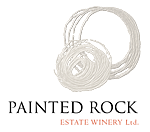 PAINTED ROCK
ESTATE WINERY Ltd.